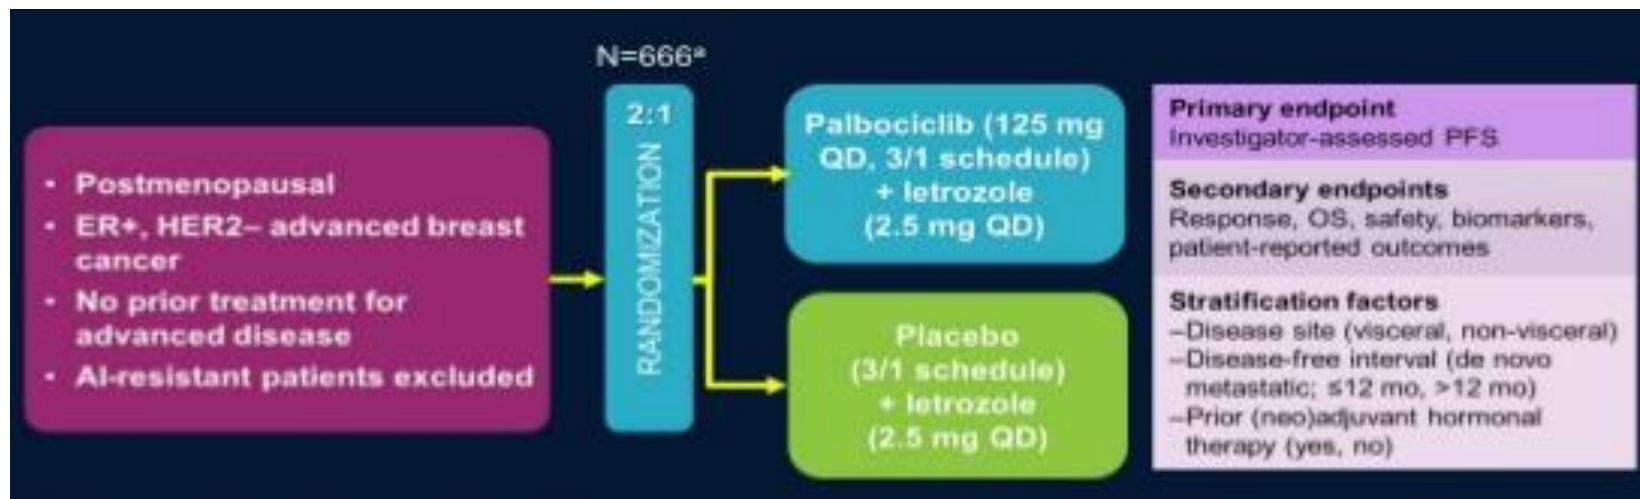 N=666ª
2:1
RANDOMIZATION
• Postmenopausal
• ER+, HER2– advanced breast
cancer
• No prior treatment for
advanced disease
• AI-resistant patients excluded
Palbociclib (125 mg
QD, 3/1 schedule)
+ letrozole
(2.5 mg QD)
Placebo
(3/1 schedule)
+ letrozole
(2.5 mg QD)
Primary endpoint
Investigator-assessed PFS
Secondary endpoints
Response, OS, safety, biomarkers,
patient-reported outcomes
Stratification factors
–Disease site (visceral, non-visceral)
–Disease-free interval (de novo
metastatic; ≤12 mo, >12 mo)
–Prior (neo)adjuvant hormonal
therapy (yes, no)